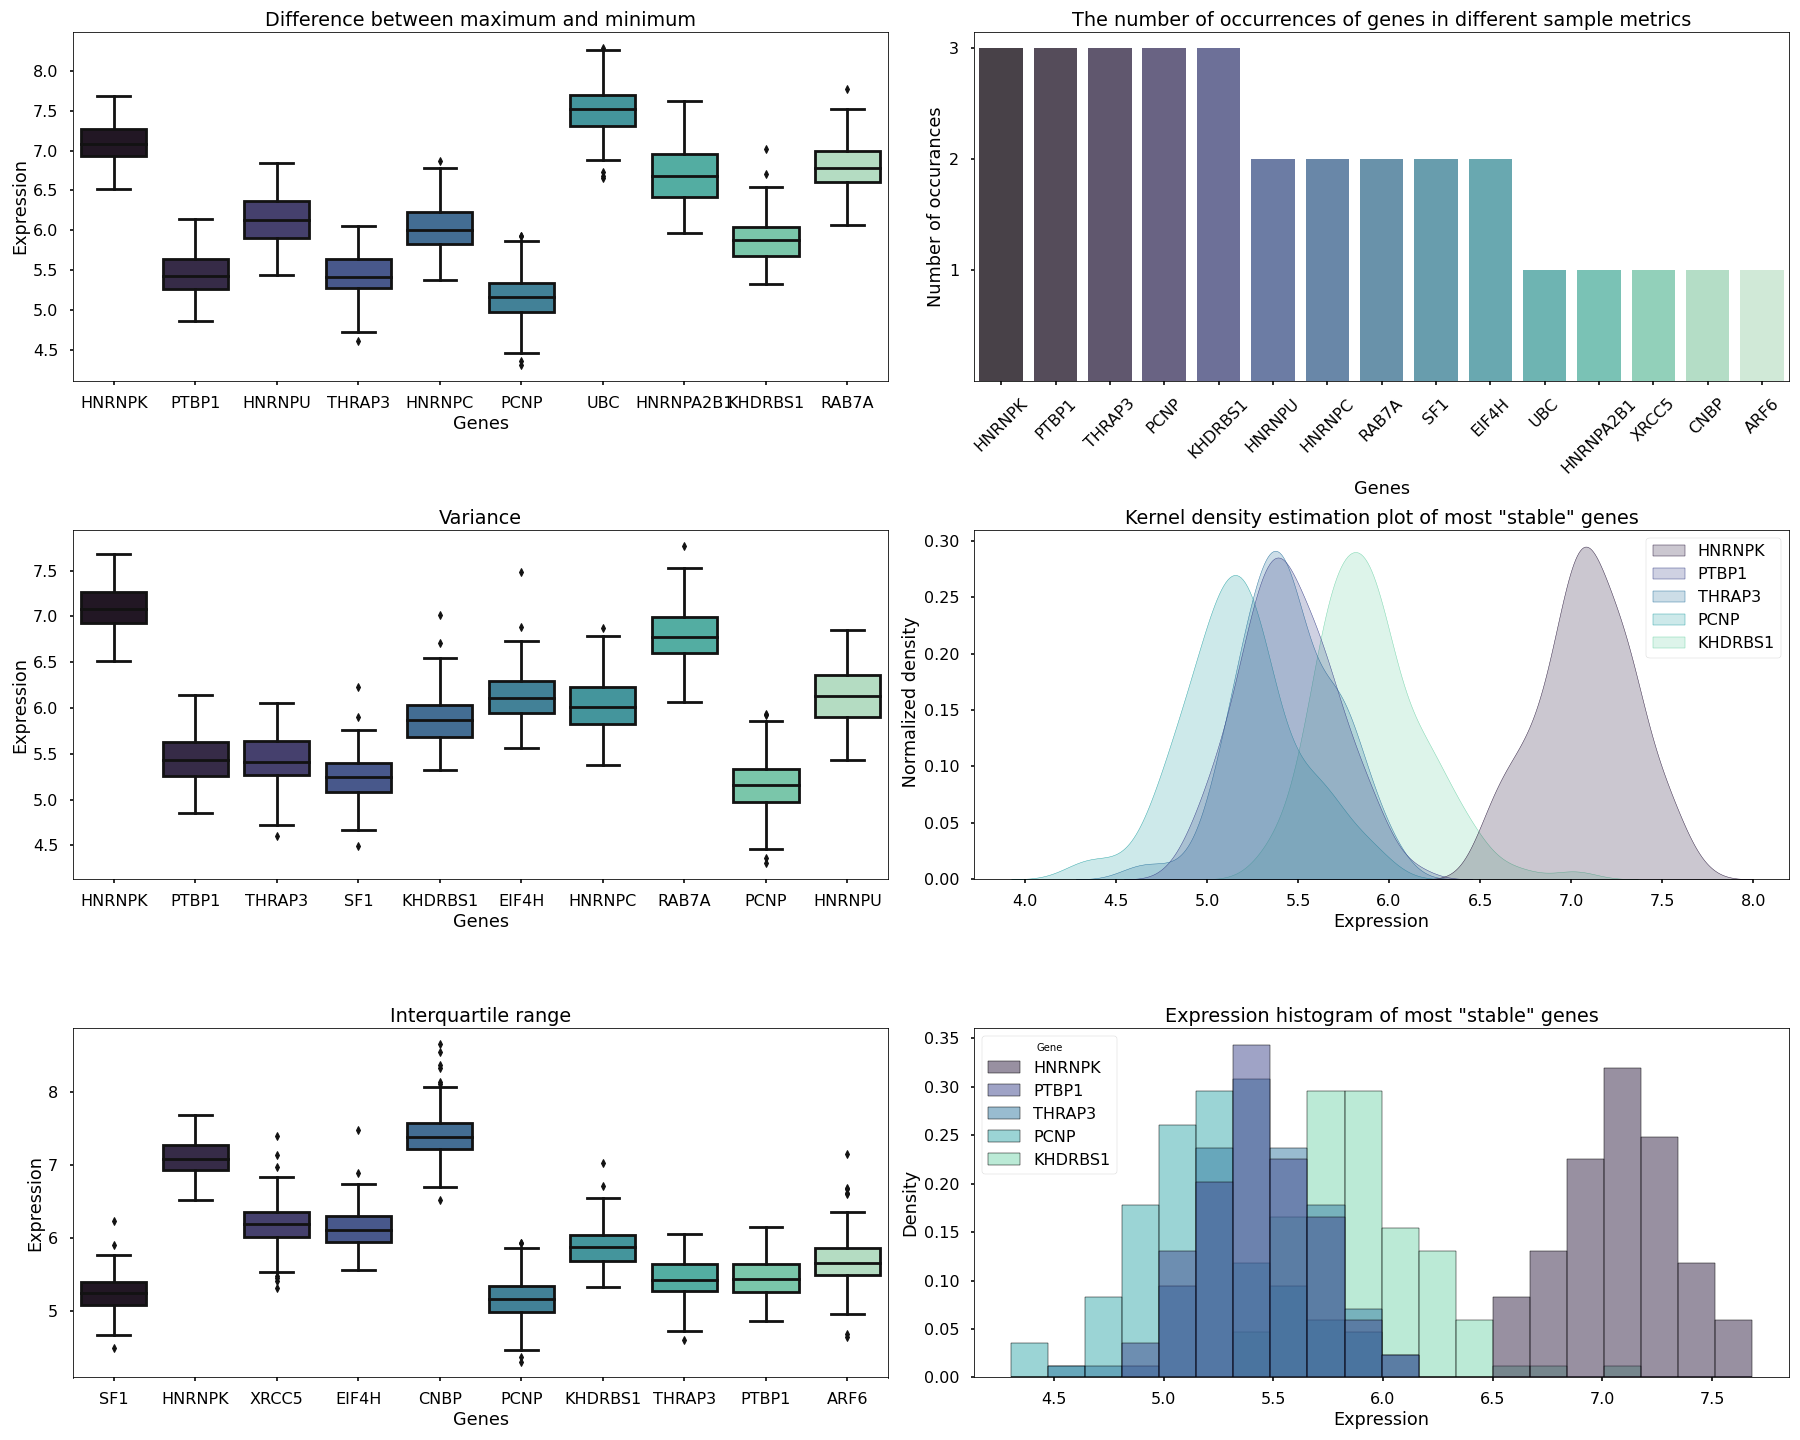 Difference between maximum and minimum
Expression
8.0
7.5
7.0
6.5
6.0
5.5
5.0
4.5
HNRNPK PTBP1 HNRNPU THRAP3 HNRNPC PCNP UBC HNRNPA2B1 KHDRBS1 RAB7A
Genes
The number of occurrences of genes in different sample metrics
Number of occurances
3
2
1
HNRNPK PTBP1 THRAP3 PCNP KHDRBS1 HNRNPU HNRNPC RAB7A SF1 EIF4H UBC HNRNPA2B1 XRCC5 CNBP ARF6
Genes
Variance
Expression
7.5
7.0
6.5
6.0
5.5
5.0
4.5
HNRNPK PTBP1 THRAP3 SF1 KHDRBS1 EIF4H HNRNPC RAB7A PCNP HNRNPU
Genes
Kernel density estimation plot of most "stable" genes
Normalized density
0.30
0.25
0.20
0.15
0.10
0.05
0.00
HNRNPK
PTBP1
THRAP3
PCNP
KHDRBS1
4.0 4.5 5.0 5.5 6.0 6.5 7.0 7.5 8.0
Expression
Interquartile range
Expression
8
7
6
5
SF1 HNRNPK XRCC5 EIF4H CNBP PCNP KHDRBS1 THRAP3 PTBP1 ARF6
Genes
Expression histogram of most "stable" genes
Density
0.35
0.30
0.25
0.20
0.15
0.10
0.05
0.00
Gene
HNRNPK
PTBP1
THRAP3
PCNP
KHDRBS1
4.5 5.0 5.5 6.0 6.5 7.0 7.5
Expression